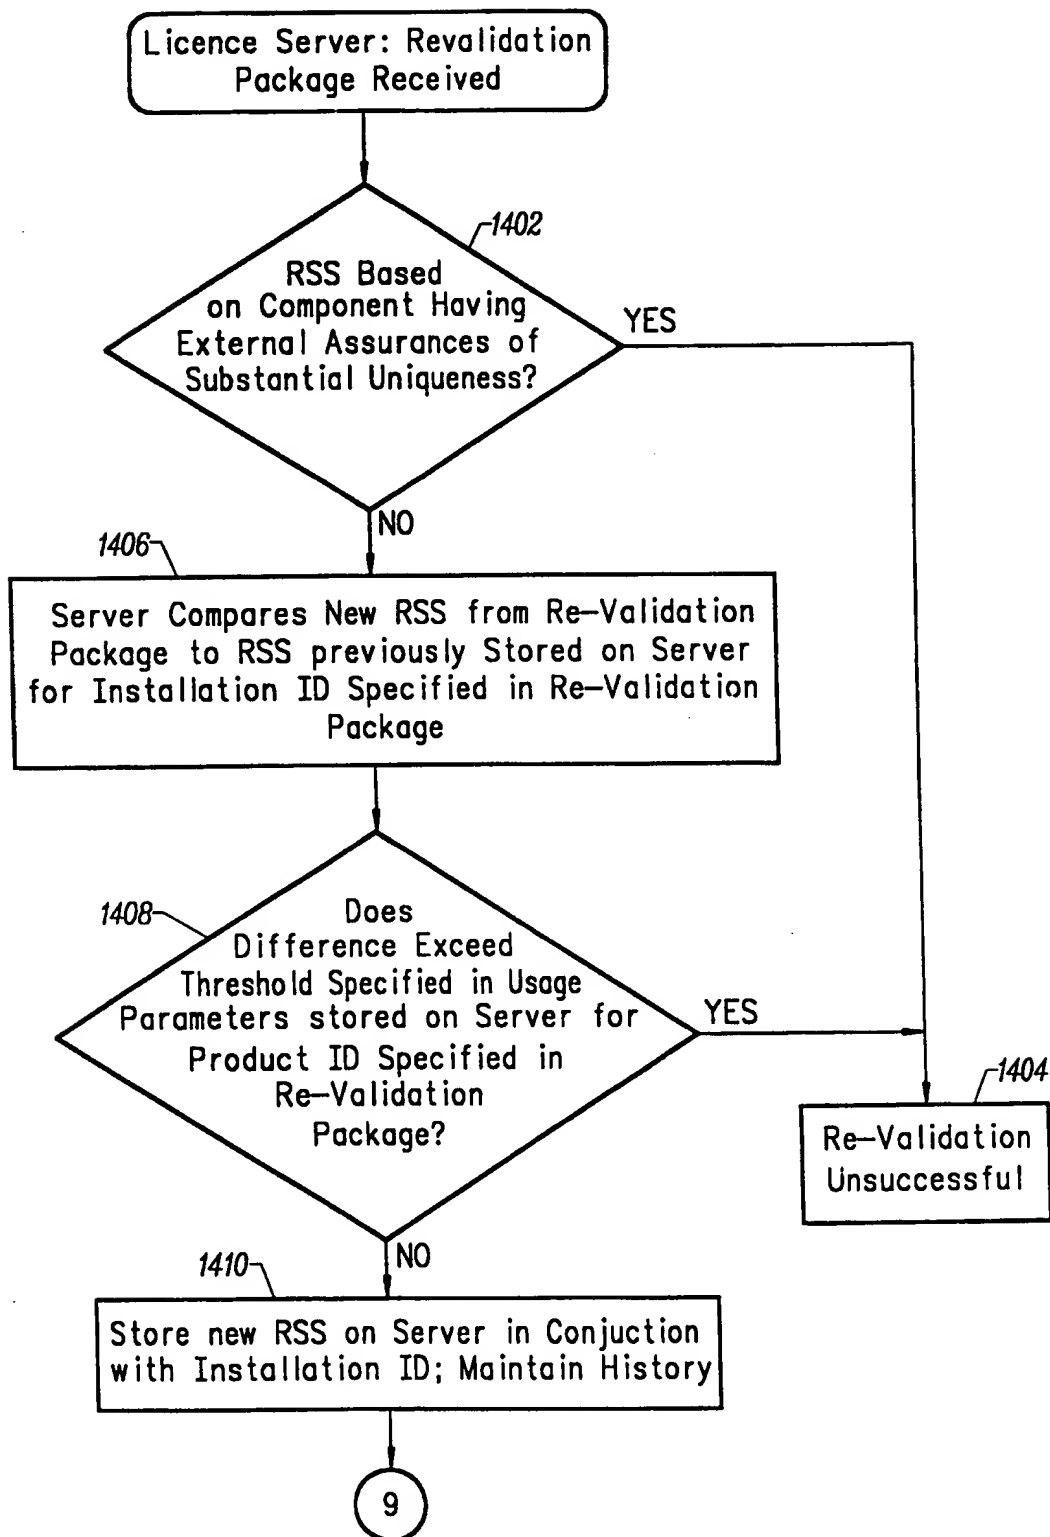 Licence Server: Revalidation
Package Received
1402
RSS Based
on Component Having
External Assurances of
Substantial Uniqueness?
YES
NO
1406
Server Compares New RSS from Re-Validation
Package to RSS previously Stored on Server
for Installation ID Specified in Re-Validation
Package
1408
Does
Difference Exceed
Threshold Specified in Usage
Parameters stored on Server for
Product ID Specified in
Re-Validation
Package?
YES
1404
Re-Validation
Unsuccessful
NO
1410
Store new RSS on Server in Conjuction
with Installation ID; Maintain History
9